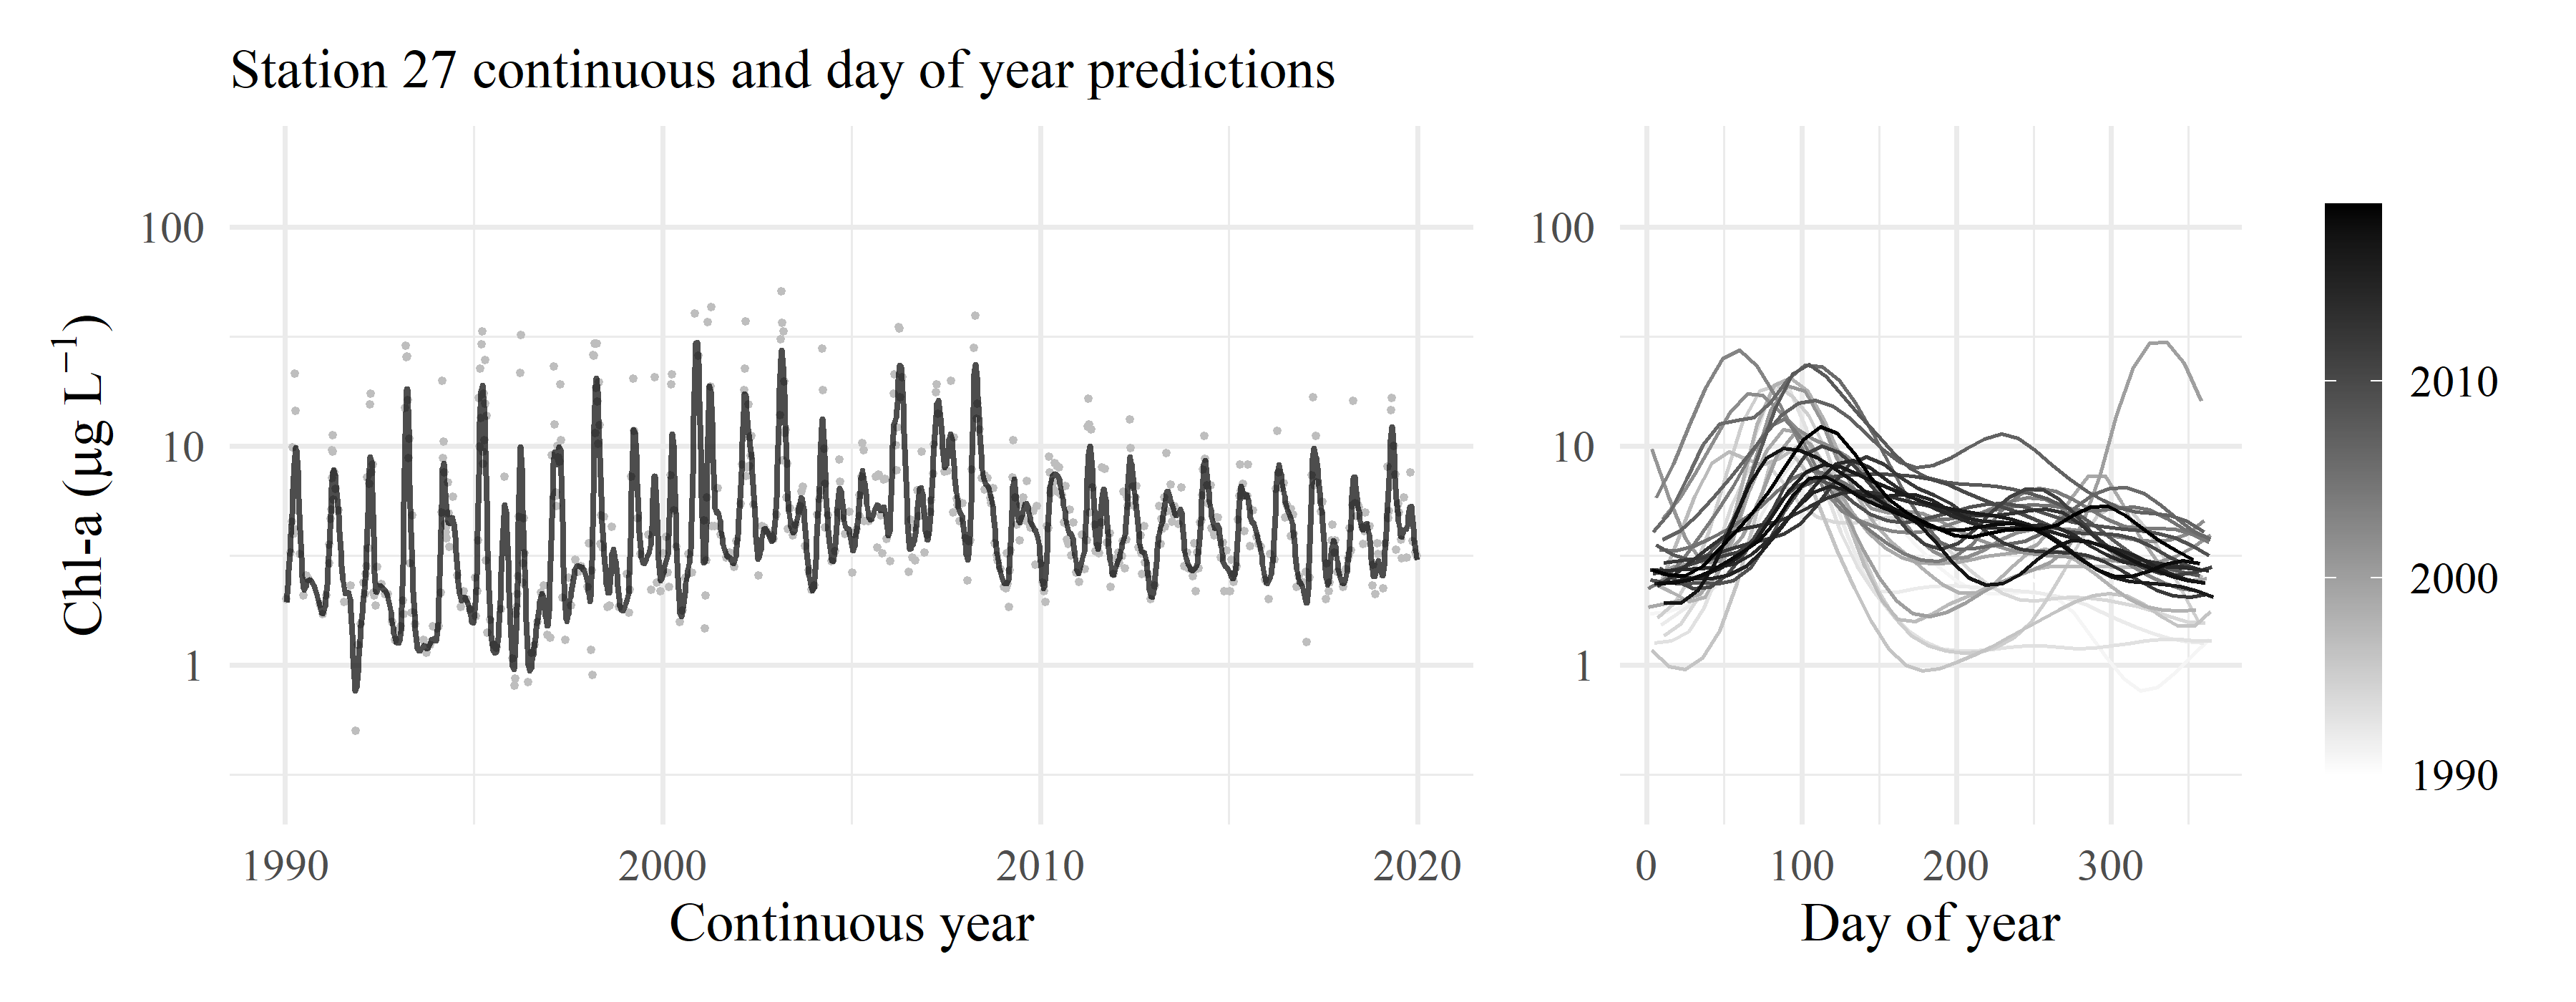 Station 27 continuous and day of year predictions
Chl-a (µg L⁻¹)
100
10
1
1990 2000 2010 2020
Continuous year
100
10
1
0 100 200 300
Day of year
2010
2000
1990